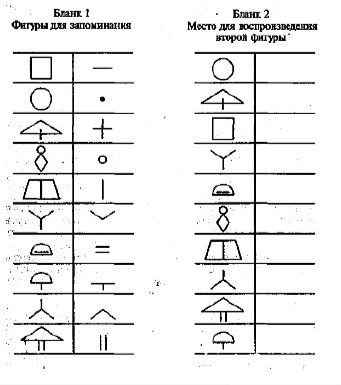 Бланк 1
Фигуры для запоминания
Бланк 2
Место для воспроизведения
второй фигуры